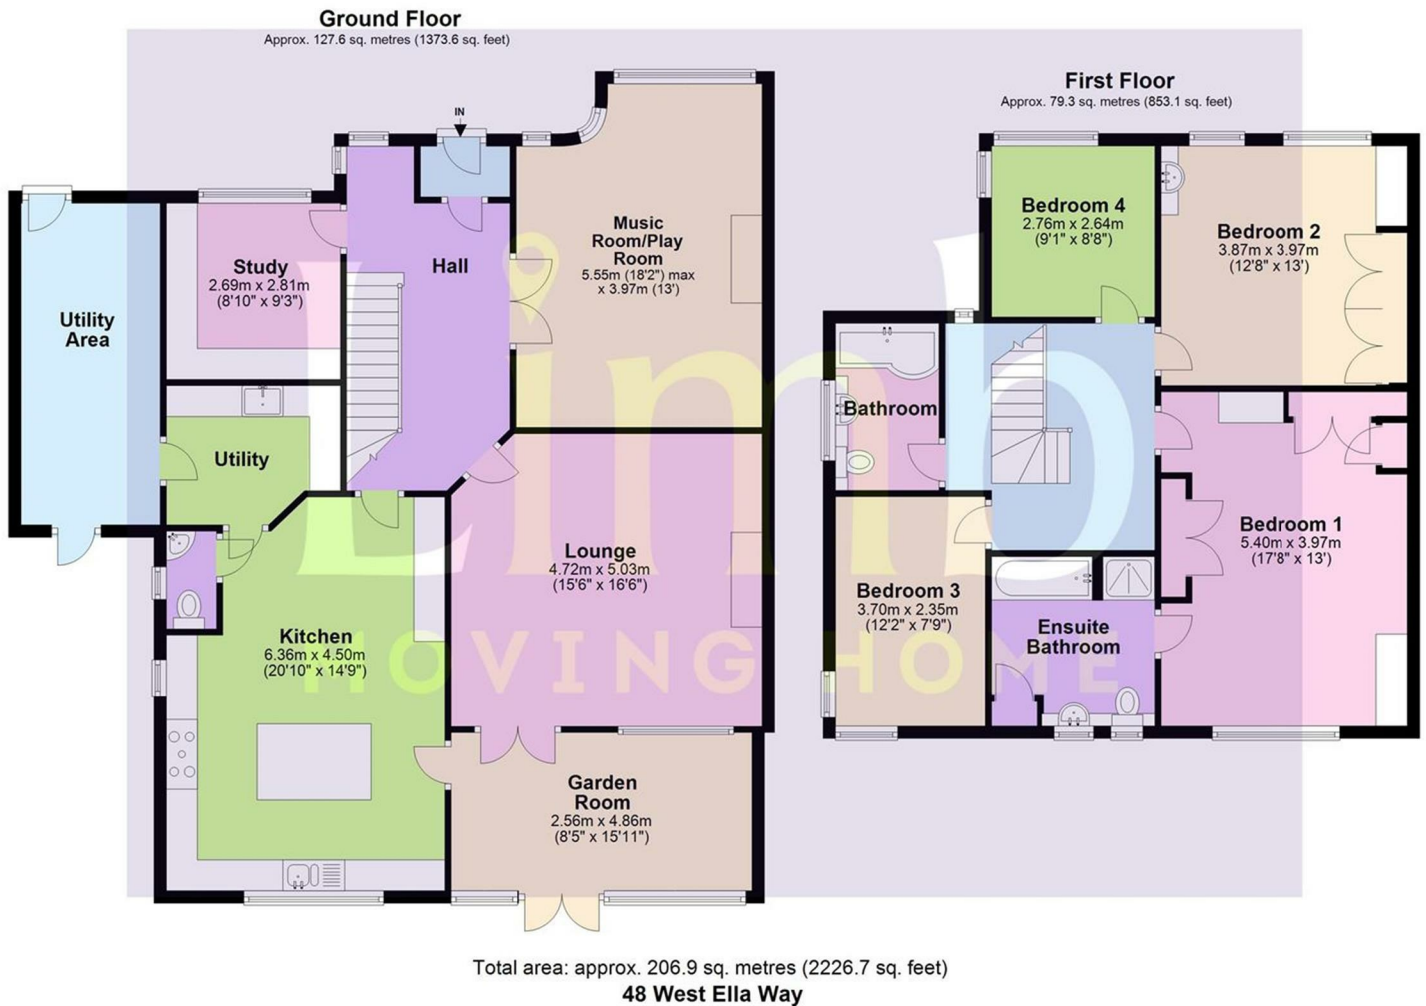 Ground Floor
Approx. 127.6 sq. metres (1373.6 sq. feet)
First Floor
Approx. 79.3 sq. metres (853.1 sq. feet)
IN
Music
Room/Play
Room
5.55m (18'2") max
x 3.97m (13')
Hall
Study
2.69m x 2.81m
(8'10" x 9'3")
Utility
Area
Utility
Lounge
4.72m x 5.03m
(15'6" x 16'6")
Kitchen
6.36m x 4.50m
(20'10" x 14'9")
Garden
Room
2.56m x 4.86m
(8'5" x 15'11")
Bedroom 4
2.76m x 2.64m
(9'1" x 8'8")
Bedroom 2
3.87m x 3.97m
(12'8" x 13')
Bathroom
Bedroom 1
5.40m x 3.97m
(17'8" x 13')
Bedroom 3
3.70m x 2.35m
(12'2" x 7'9")
Ensuite
Bathroom
Limb
MOVING HOME
Total area: approx. 206.9 sq. metres (2226.7 sq. feet)
48 West Ella Way